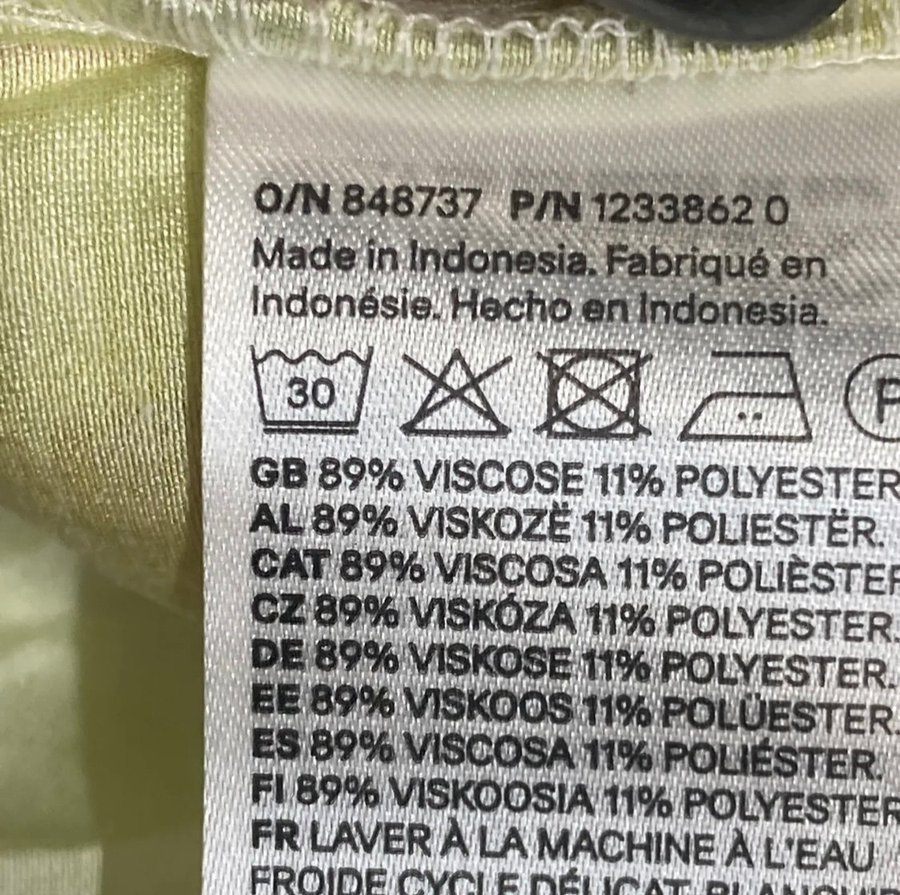 O/N 848737 P/N 1233862 0
Made in Indonesia. Fabriqué en
Indonésie. Hecho en Indonesia.
30 P
GB 89% VISCOSE 11% POLYESTER
AL 89% VISKOZË 11% POLIESTËR.
CAT 89% VISCOSA 11% POLIÈSTER
CZ 89% VISKÓZA 11% POLYESTER.
DE 89% VISKOSE 11% POLYESTER.
EE 89% VISKOOS 11% POLÜESTER.
ES 89% VISCOSA 11% POLIÉSTER.
FI 89% VISKOOSIA 11% POLYESTER
FR LAVER À LA MACHINE À L'EAU
FROIDE CYCLE DÉLICAT